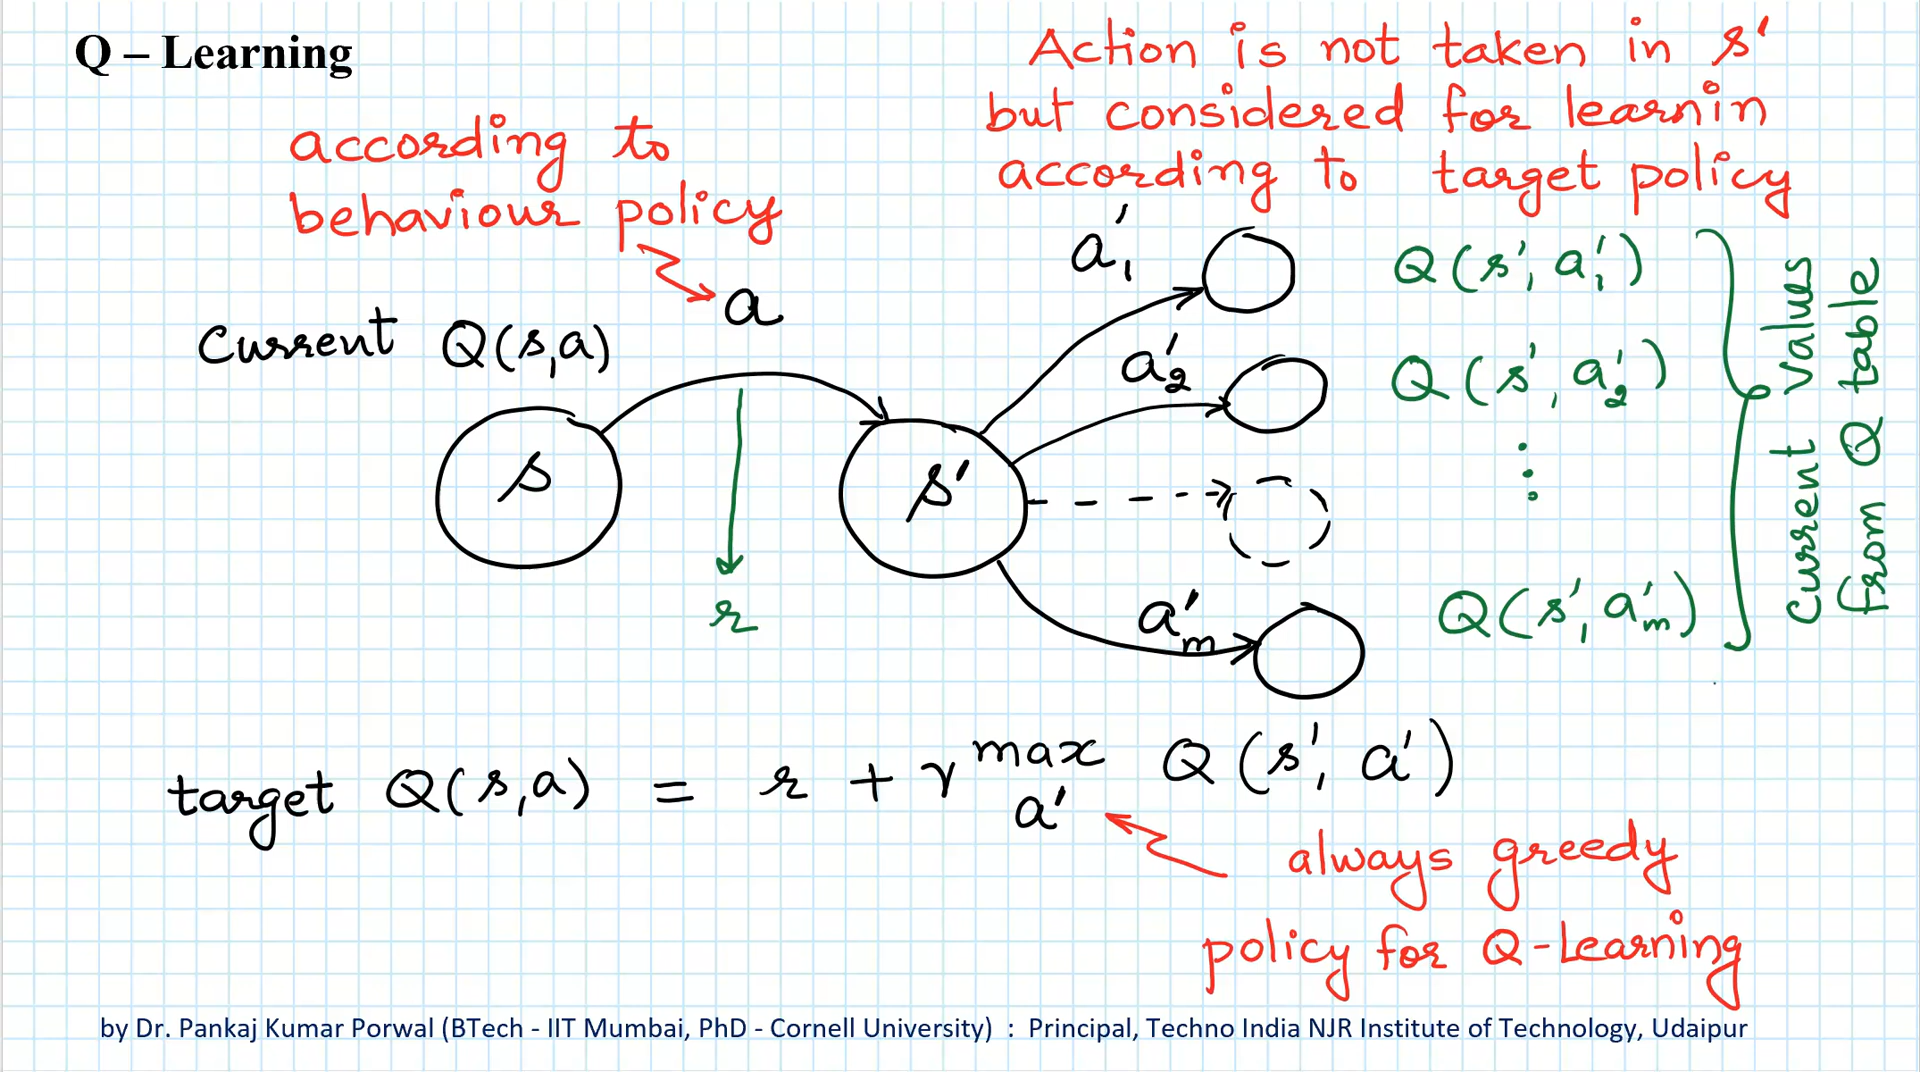 Q – Learning
according to
behaviour policy
Action is not taken in s'
but considered for learnin
according to target policy
a
Current Q(s,a)
s
r
s'
a'₁
a'₂
a'm
Q(s', a'₁)
Q(s', a'₂)
⋮
Q(s', a'm)
Current values
from Q table
target Q(s,a) = r + γ max Q(s', a')
a'
always greedy
policy for Q-Learning
by Dr. Pankaj Kumar Porwal (BTech - IIT Mumbai, PhD - Cornell University) : Principal, Techno India NJR Institute of Technology, Udaipur